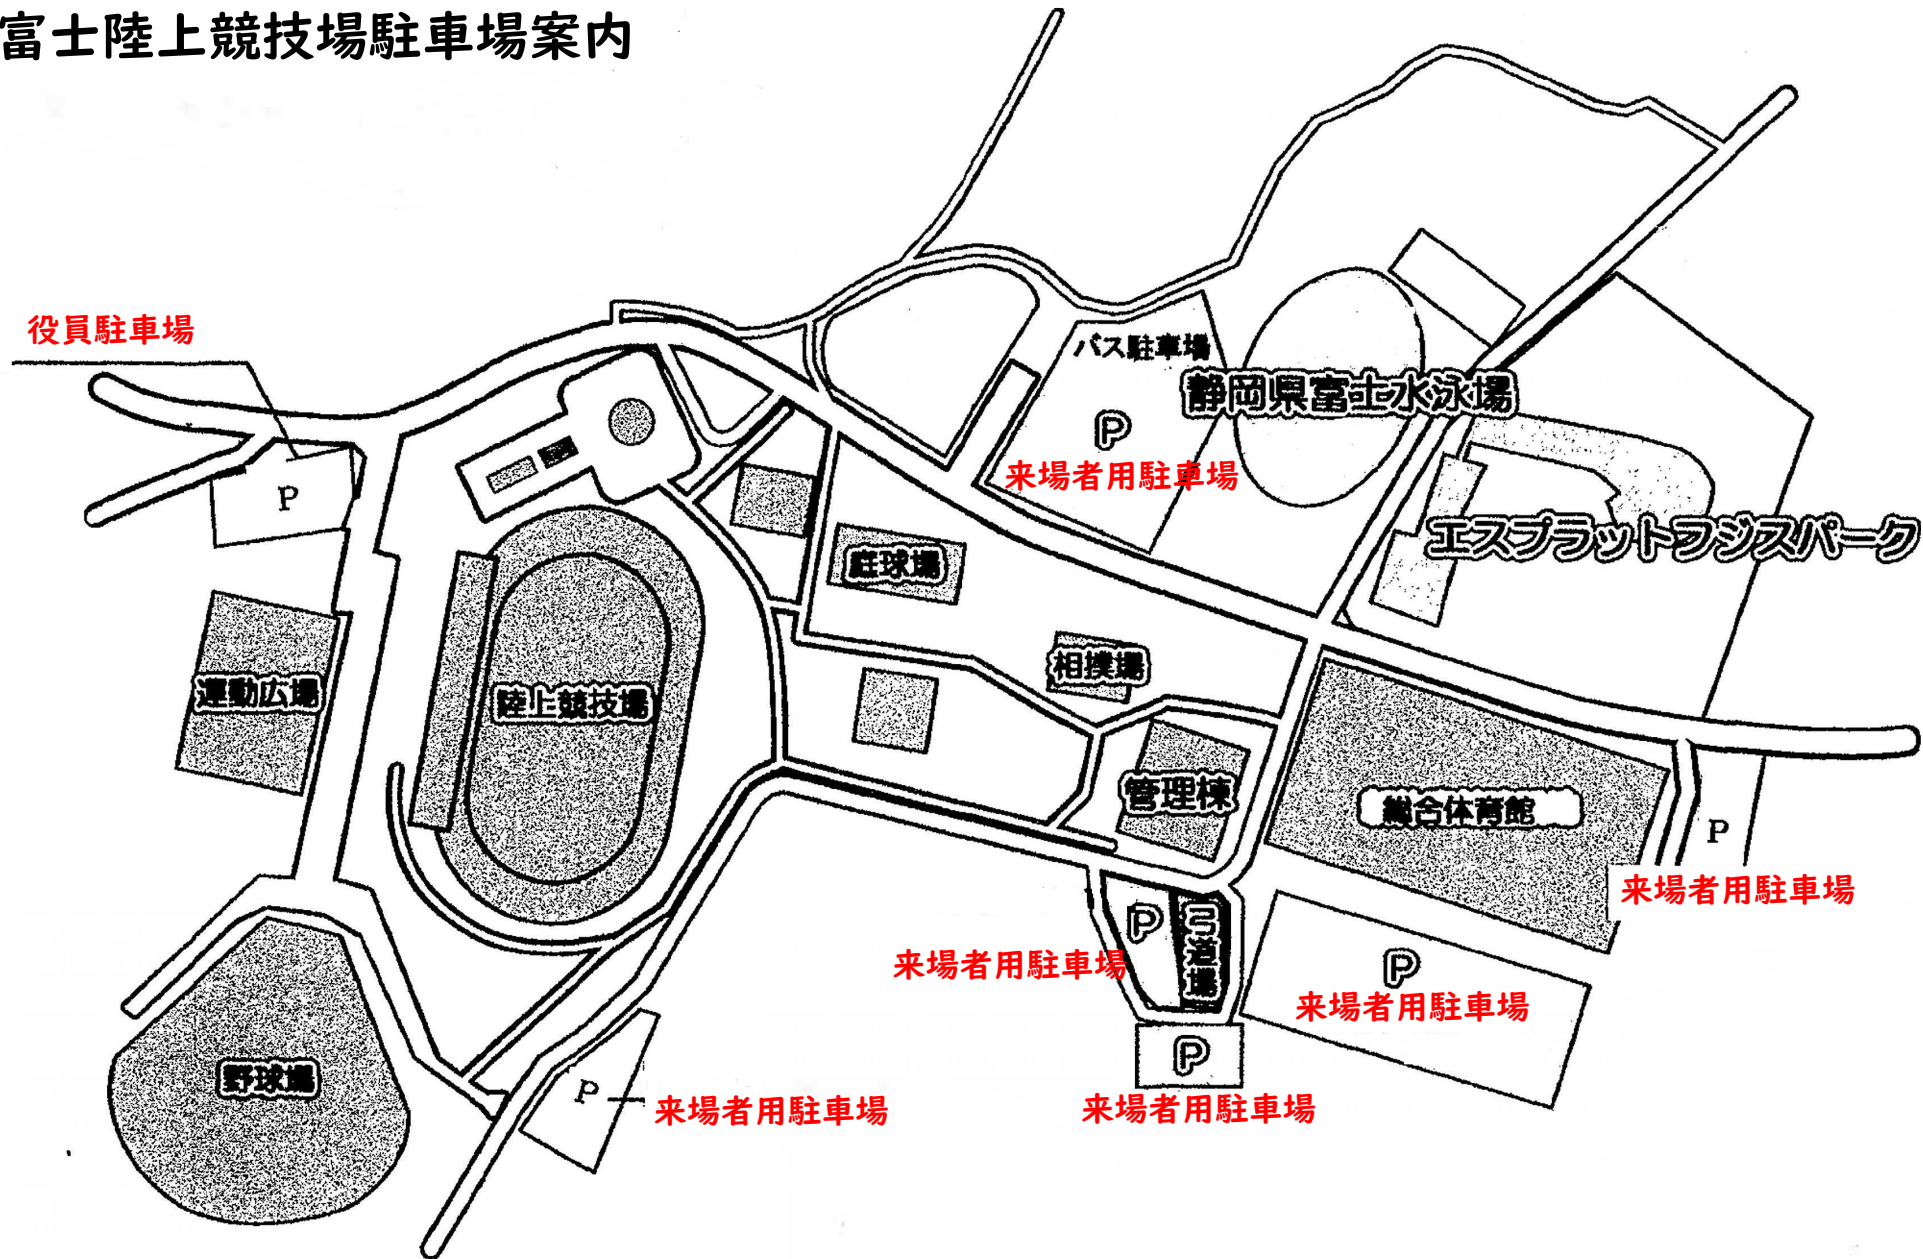 富士陸上競技場駐車場案内
役員駐車場
バス駐車場
静岡県富士水泳場
P
来場者用駐車場
P
エスプラットフジスパーク
庭球場
相撲場
運動広場
陸上競技場
管理棟
総合体育館
P
来場者用駐車場
P
弓道場
来場者用駐車場
P
来場者用駐車場
P
来場者用駐車場
野球場
P
来場者用駐車場